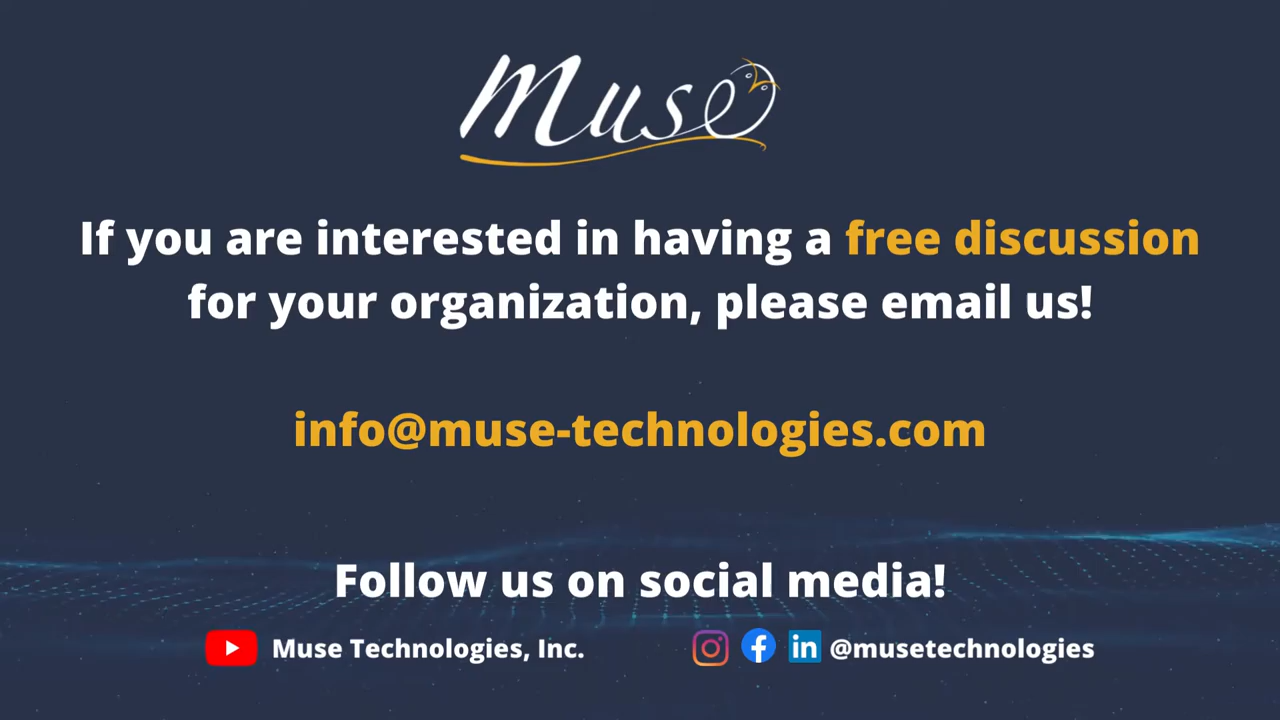 Muse
If you are interested in having a free discussion
for your organization, please email us!
info@muse-technologies.com
Follow us on social media!
Muse Technologies, Inc.
in @musetechnologies